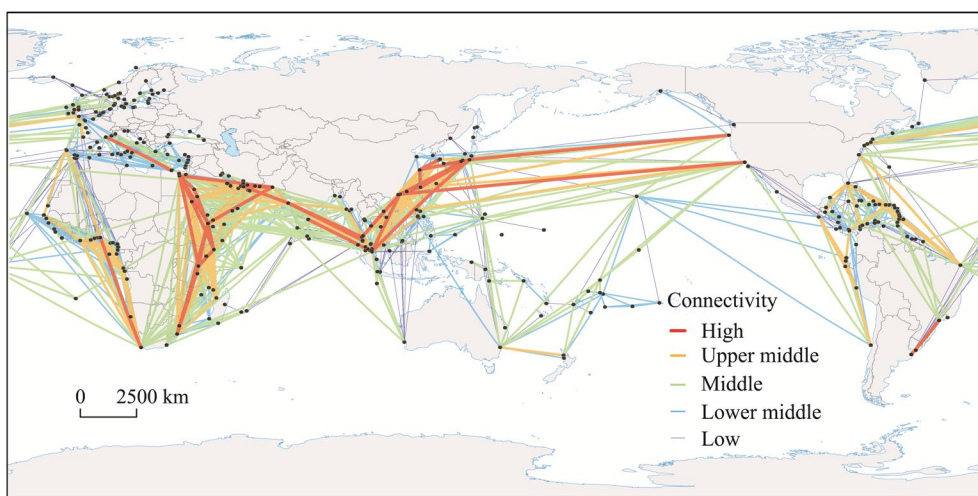 Connectivity
High
Upper middle
Middle
Lower middle
Low
0 2500 km